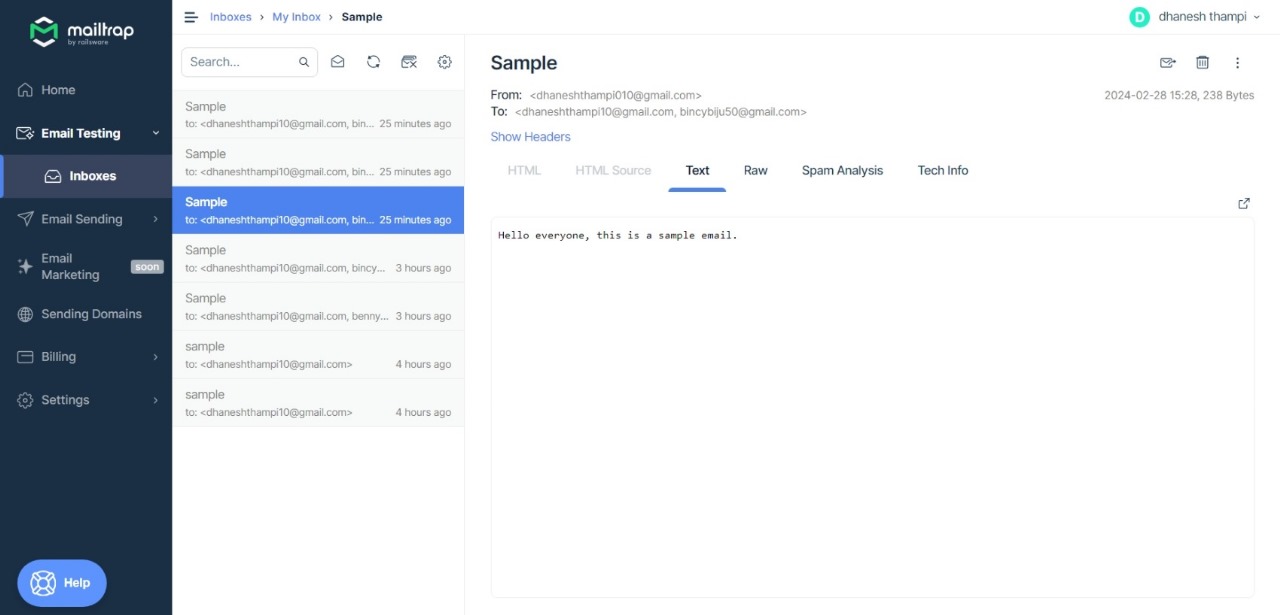 mailtrap
by railsware
Home
Email Testing
Inboxes
Email Sending
Email
Marketing
soon
Sending Domains
Billing
Settings
Help
Inboxes › My Inbox › Sample
dhanesh thampi
D
Search...
Sample
to: <dhaneshthampi10@gmail.com, bin... 25 minutes ago
Sample
to: <dhaneshthampi10@gmail.com, bin... 25 minutes ago
Sample
to: <dhaneshthampi10@gmail.com, bin... 25 minutes ago
Sample
to: <dhaneshthampi10@gmail.com, bincy... 3 hours ago
Sample
to: <dhaneshthampi10@gmail.com, benny... 3 hours ago
sample
to: <dhaneshthampi10@gmail.com> 4 hours ago
sample
to: <dhaneshthampi10@gmail.com> 4 hours ago
Sample
From: <dhaneshthampi010@gmail.com>
2024-02-28 15:28, 238 Bytes
To: <dhaneshthampi10@gmail.com, bincybiju50@gmail.com>
Show Headers
HTML HTML Source Text Raw Spam Analysis Tech Info
Hello everyone, this is a sample email.